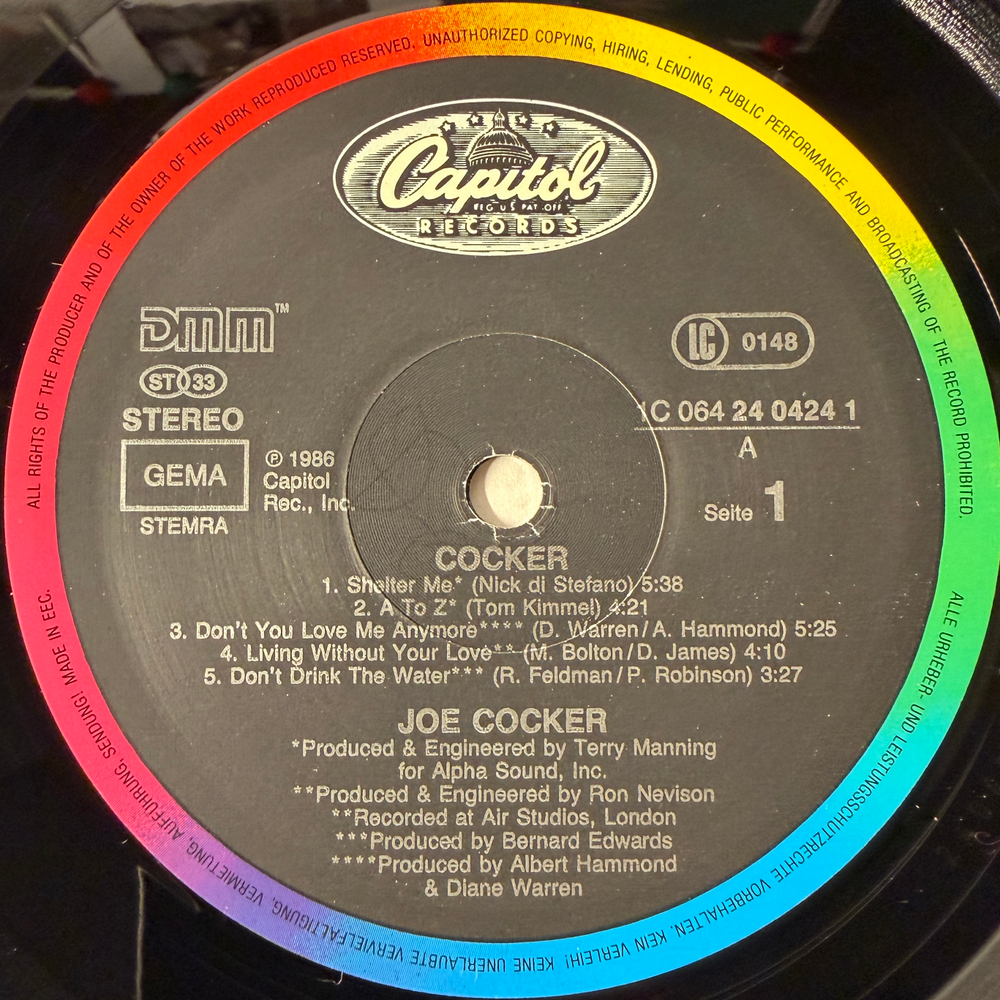 ALL RIGHTS OF THE PRODUCER AND OF THE OWNER OF THE WORK REPRODUCED RESERVED. UNAUTHORIZED COPYING, HIRING, LENDING, PUBLIC PERFORMANCE AND BROADCASTING OF THE RECORD PROHIBITED.
Capitol
REG US PAT OFF
RECORDS
DMM™
LC 0148
ST 33
STEREO
1C 064 24 0424 1
A
GEMA
STEMRA
℗ 1986
Capitol
Rec., Inc.
Seite 1
COCKER
1. Shelter Me* (Nick di Stefano) 5:38
2. A To Z* (Tom Kimmel) 4:21
3. Don't You Love Me Anymore**** (D. Warren/A. Hammond) 5:25
4. Living Without Your Love** (M. Bolton/D. James) 4:10
5. Don't Drink The Water*** (R. Feldman/P. Robinson) 3:27
JOE COCKER
*Produced & Engineered by Terry Manning
for Alpha Sound, Inc.
**Produced & Engineered by Ron Nevison
**Recorded at Air Studios, London
***Produced by Bernard Edwards
****Produced by Albert Hammond
& Diane Warren
ALLE URHEBER- UND LEISTUNGSSCHUTZRECHTE VORBEHALTEN. KEIN VERLEIH! KEINE UNERLAUBTE VERVIELFÄLTIGUNG, VERMIETUNG, AUFFÜHRUNG, SENDUNG! MADE IN EEC.